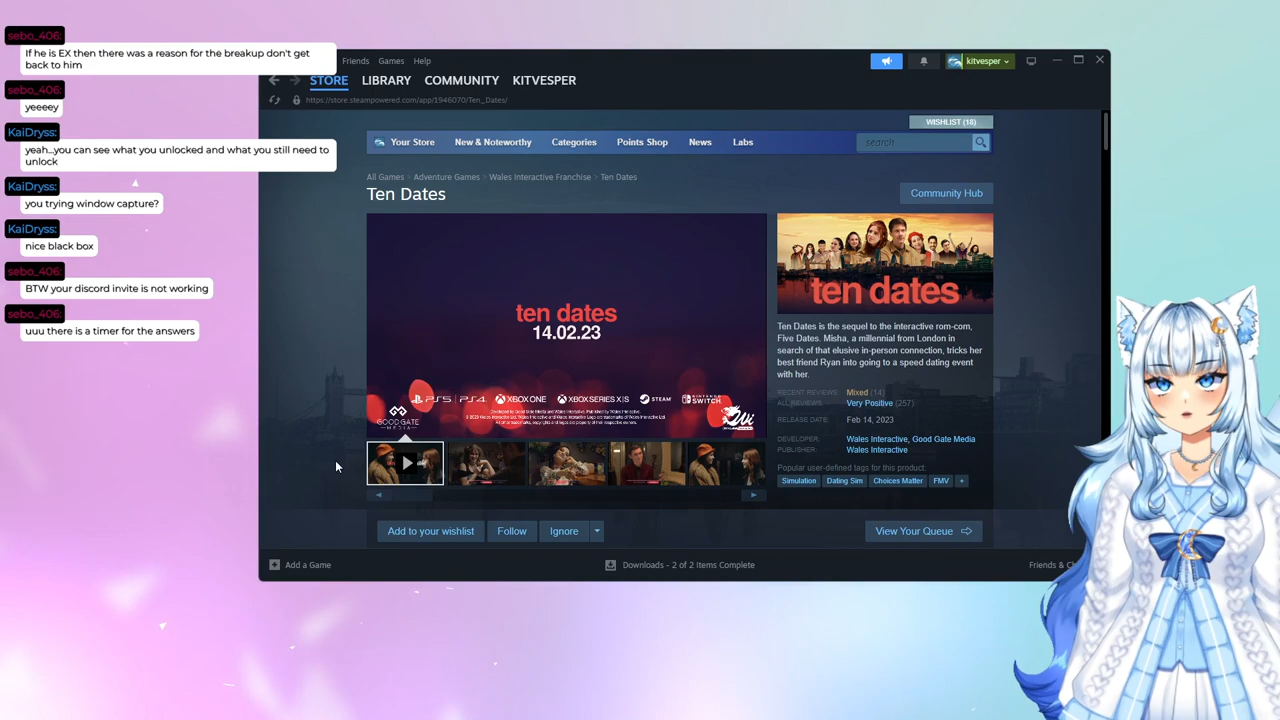 sebo_406:
If he is EX then there was a reason for the breakup don't get
back to him
sebo_406:
yeeeey
KaiDryss:
yeah...you can see what you unlocked and what you still need to
unlock
KaiDryss:
you trying window capture?
KaiDryss:
nice black box
sebo_406:
BTW your discord invite is not working
sebo_406:
uuu there is a timer for the answers
Friends Games Help
kitvesper
STORE LIBRARY COMMUNITY KITVESPER
https://store.steampowered.com/app/1946070/Ten_Dates/
WISHLIST (18)
Your Store New & Noteworthy Categories Points Shop News Labs
search
All Games > Adventure Games > Wales Interactive Franchise > Ten Dates
Ten Dates
Community Hub
ten dates
14.02.23
GOOD GATE
MEDIA
PS5 PS4 XBOX ONE XBOX SERIES X|S STEAM NINTENDO
SWITCH
ten dates
Ten Dates is the sequel to the interactive rom-com,
Five Dates. Misha, a millennial from London in
search of that elusive in-person connection, tricks her
best friend Ryan into going to a speed dating event
with her.
RECENT REVIEWS: Mixed (14)
ALL REVIEWS: Very Positive (257)
RELEASE DATE: Feb 14, 2023
DEVELOPER: Wales Interactive, Good Gate Media
PUBLISHER: Wales Interactive
Popular user-defined tags for this product:
Simulation Dating Sim Choices Matter FMV +
Add to your wishlist Follow Ignore
View Your Queue
Add a Game
Downloads - 2 of 2 Items Complete
Friends & Ch